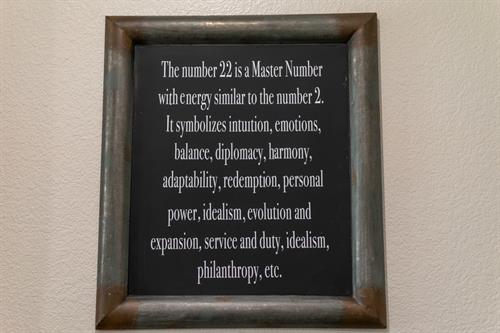 The number 22 is a Master Number
with energy similar to the number 2.
It symbolizes intuition, emotions,
balance, diplomacy, harmony,
adaptability, redemption, personal
power, idealism, evolution and
expansion, service and duty, idealism,
philanthropy, etc.